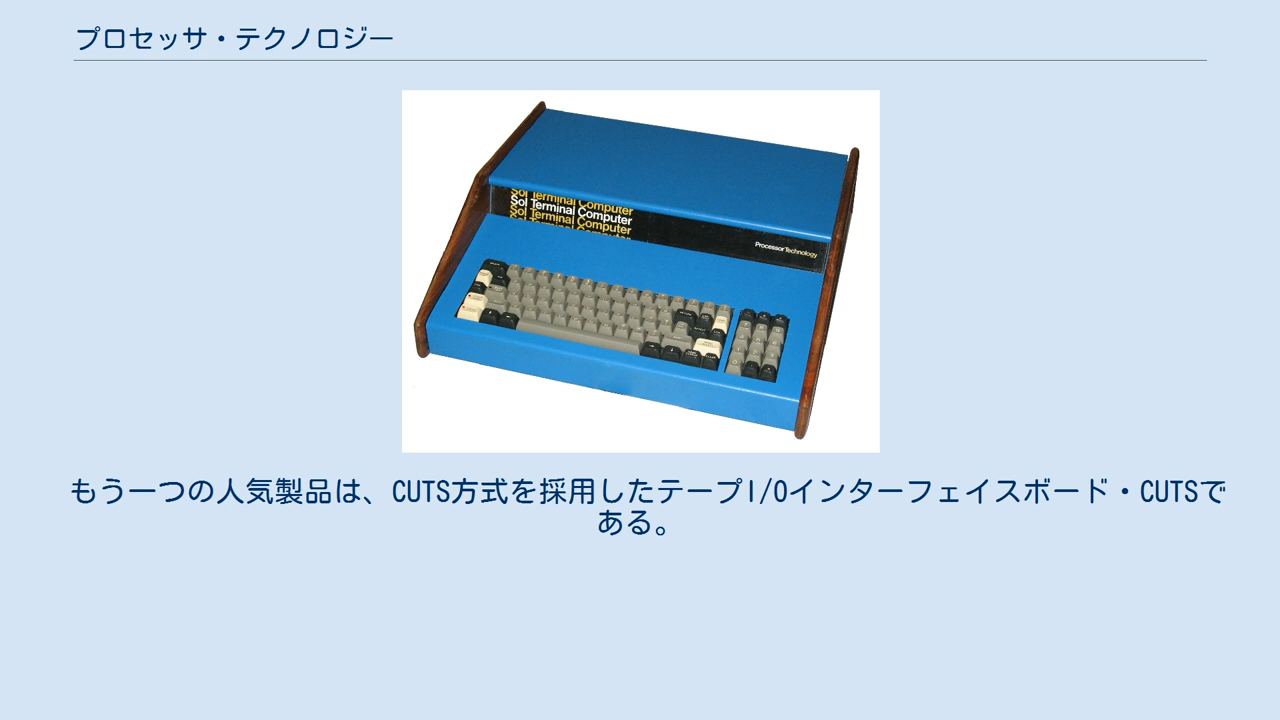 プロセッサ・テクノロジー
Sol Terminal Computer
Sol Terminal Computer
Sol Terminal Computer
Sol Terminal Computer
Processor Technology
もう一つの人気製品は、CUTS方式を採用したテープI/Oインターフェイスボード・CUTSで
ある。